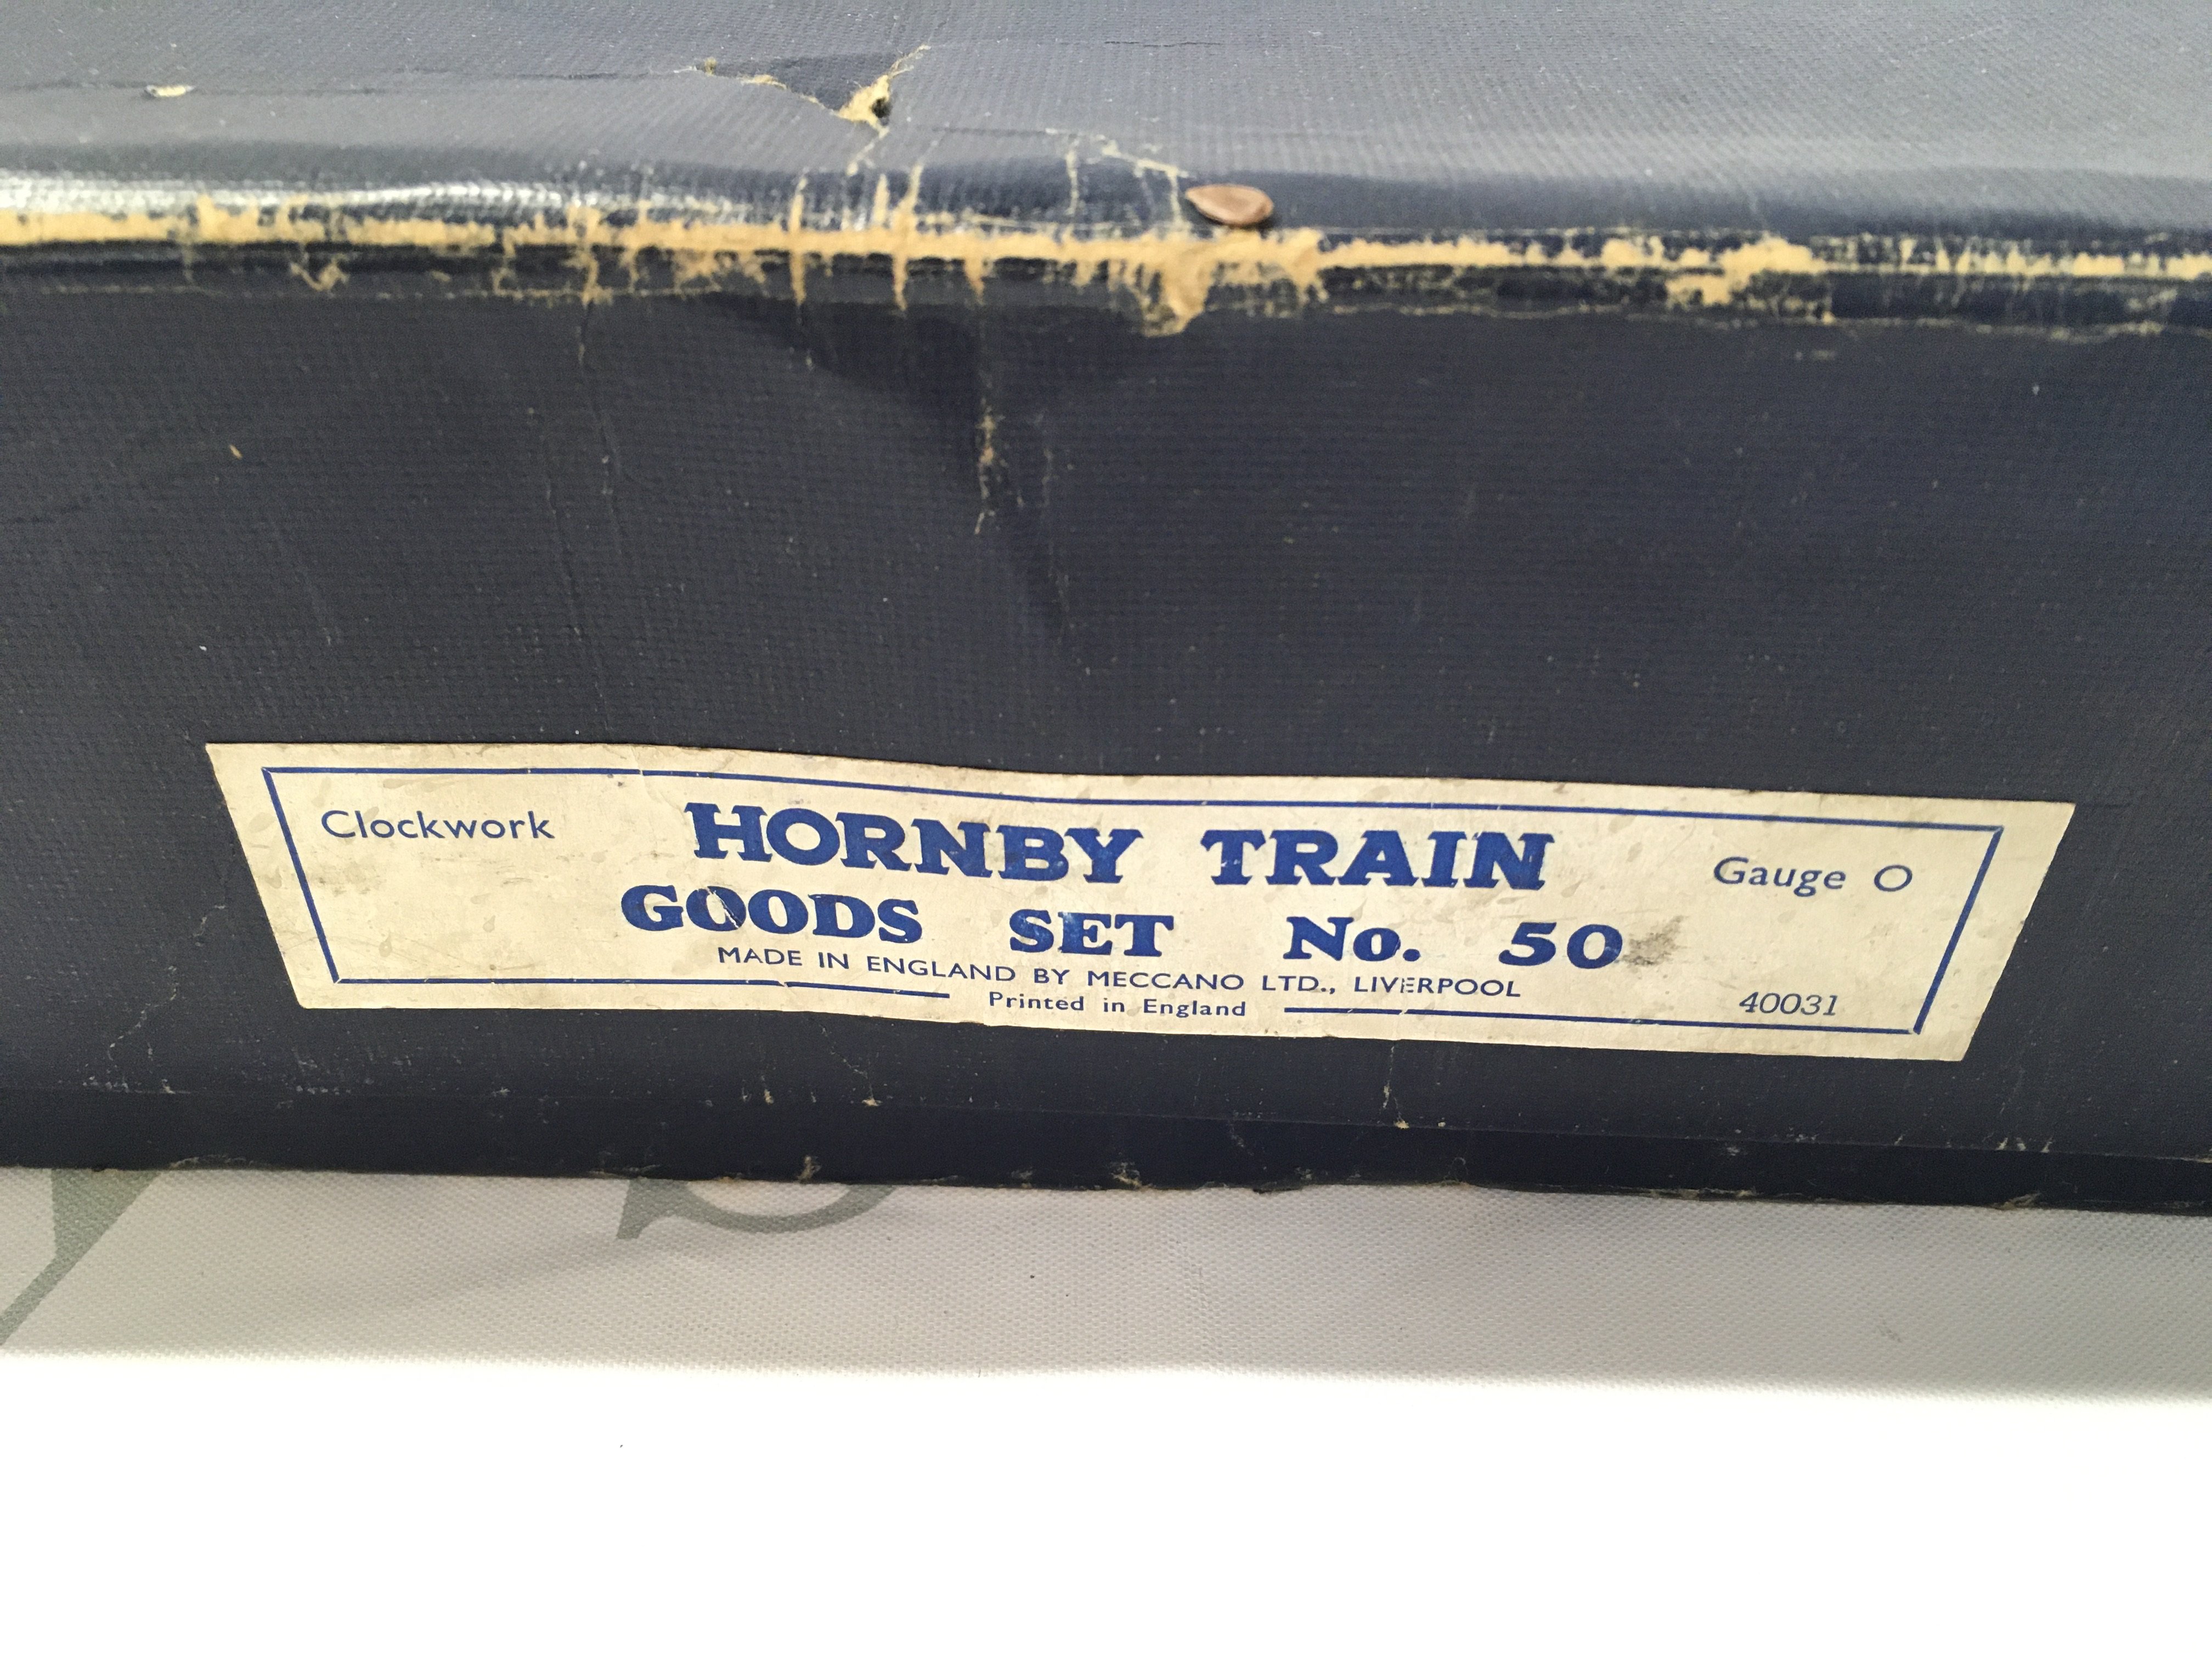 Clockwork HORNBY TRAIN Gauge O
GOODS SET No. 50
MADE IN ENGLAND BY MECCANO LTD., LIVERPOOL
Printed in England 40031